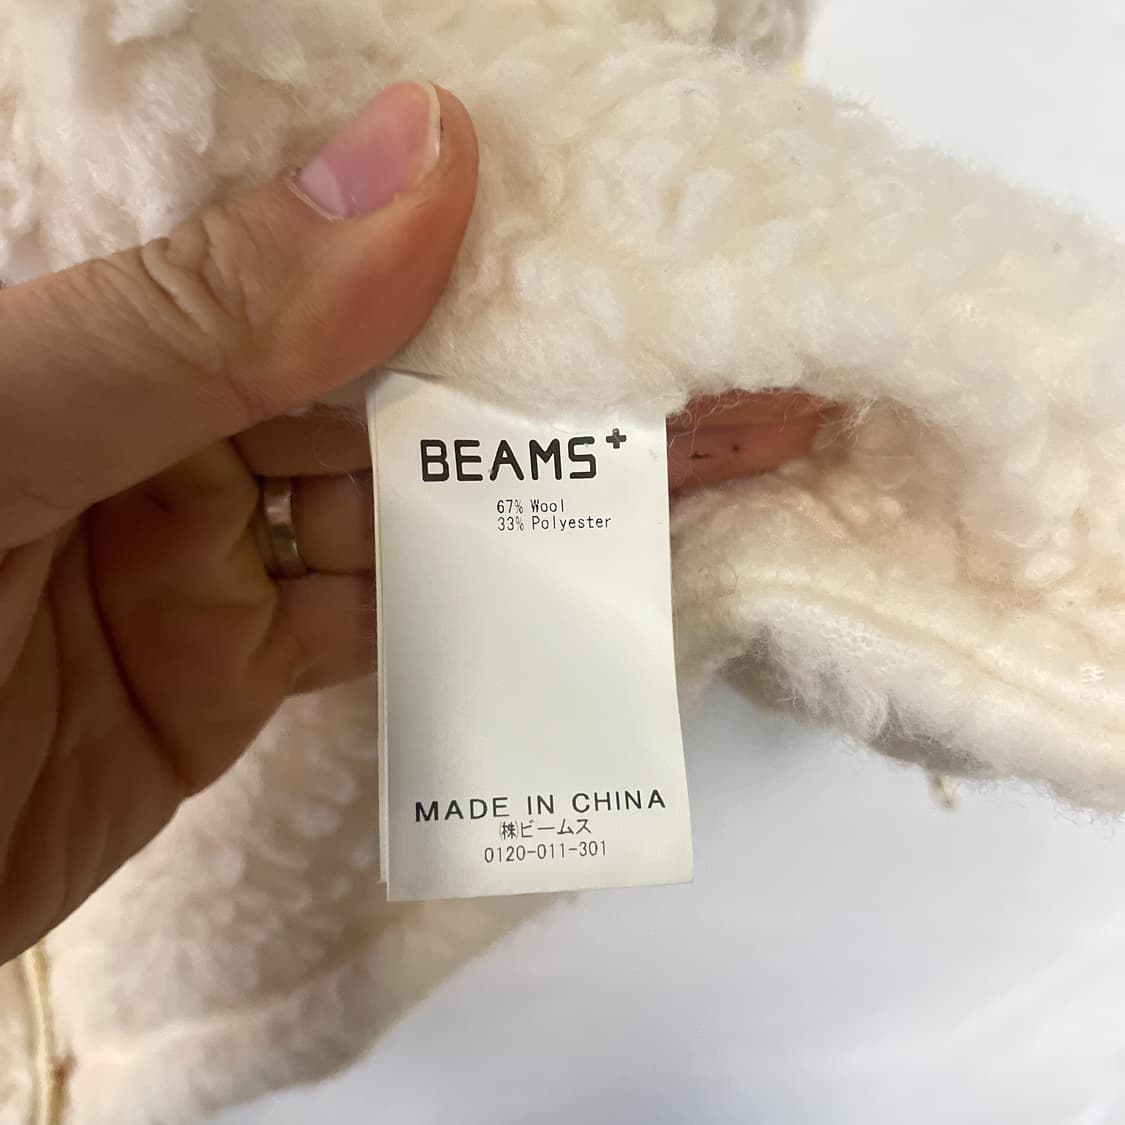 BEAMS+
67% Wool
33% Polyester
MADE IN CHINA
㈱ビームス
0120-011-301